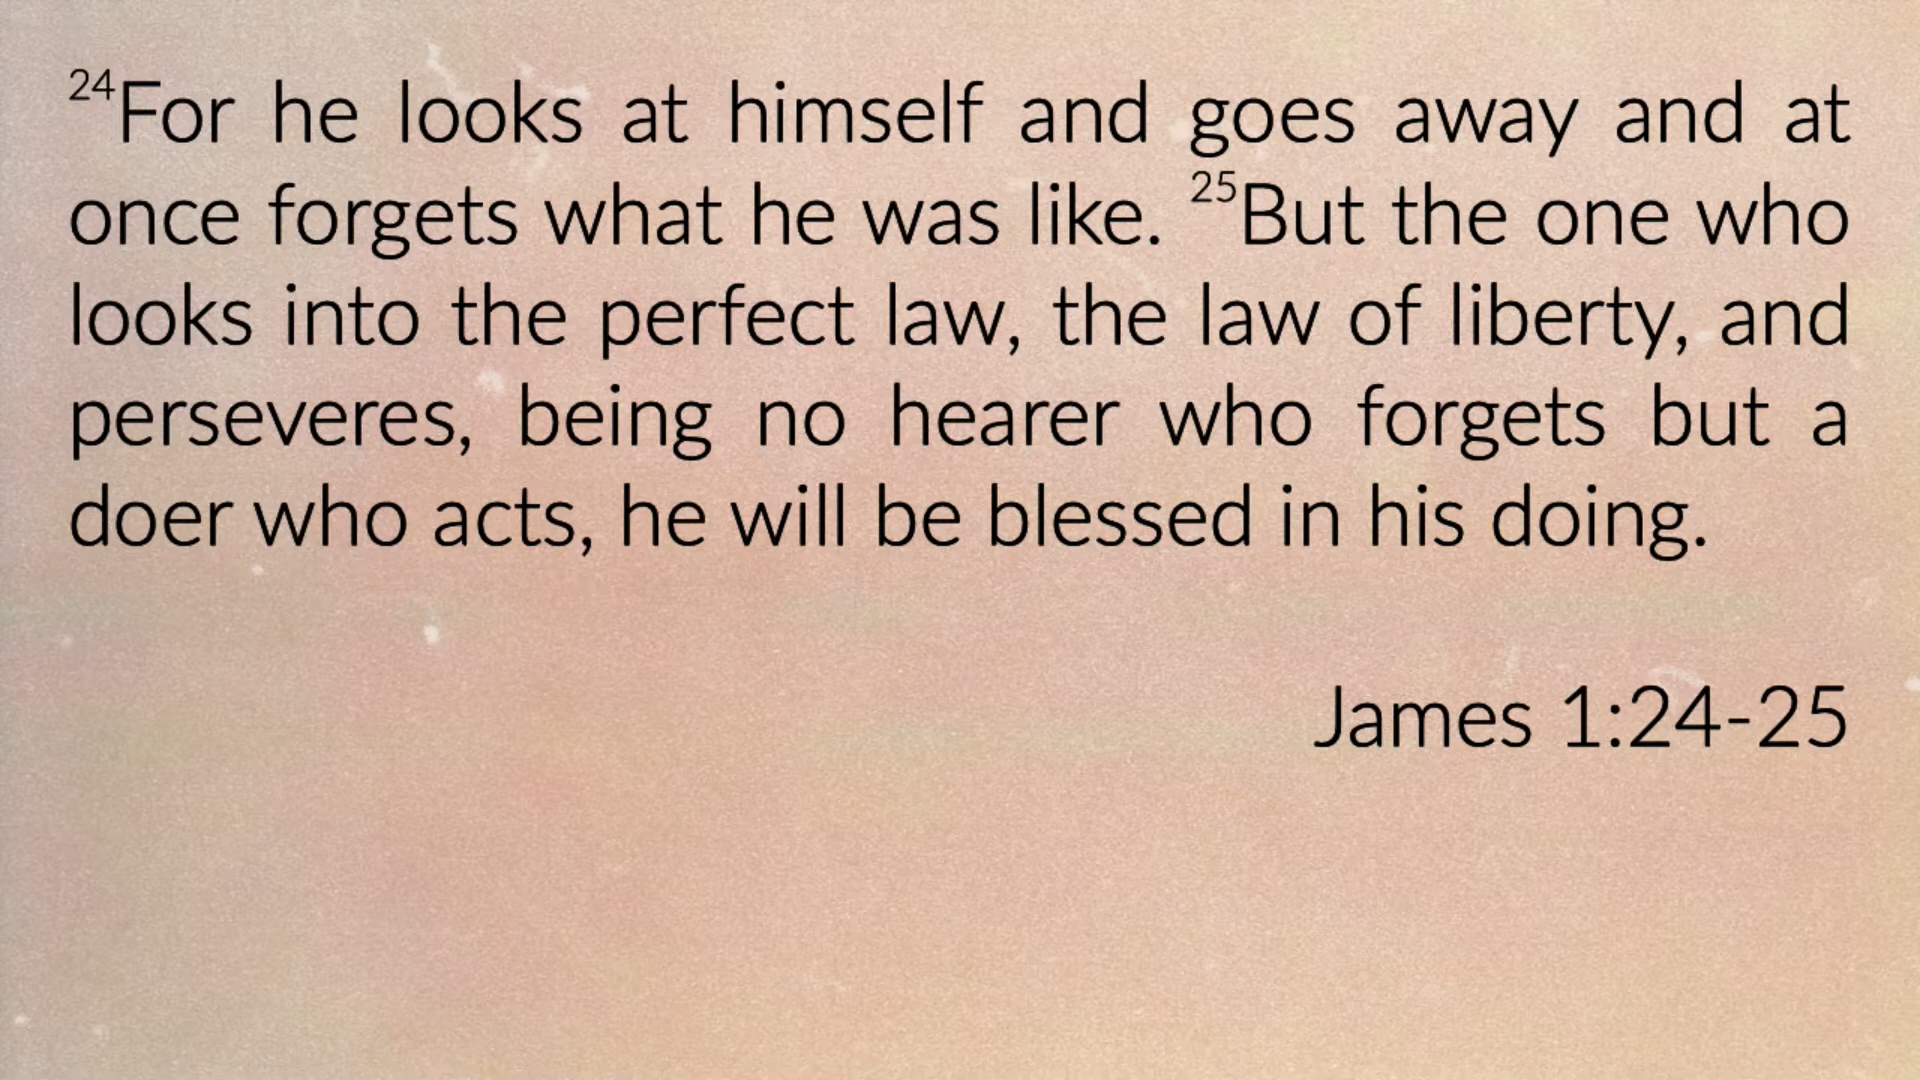 24For he looks at himself and goes away and at
once forgets what he was like. 25But the one who
looks into the perfect law, the law of liberty, and
perseveres, being no hearer who forgets but a
doer who acts, he will be blessed in his doing.
James 1:24-25